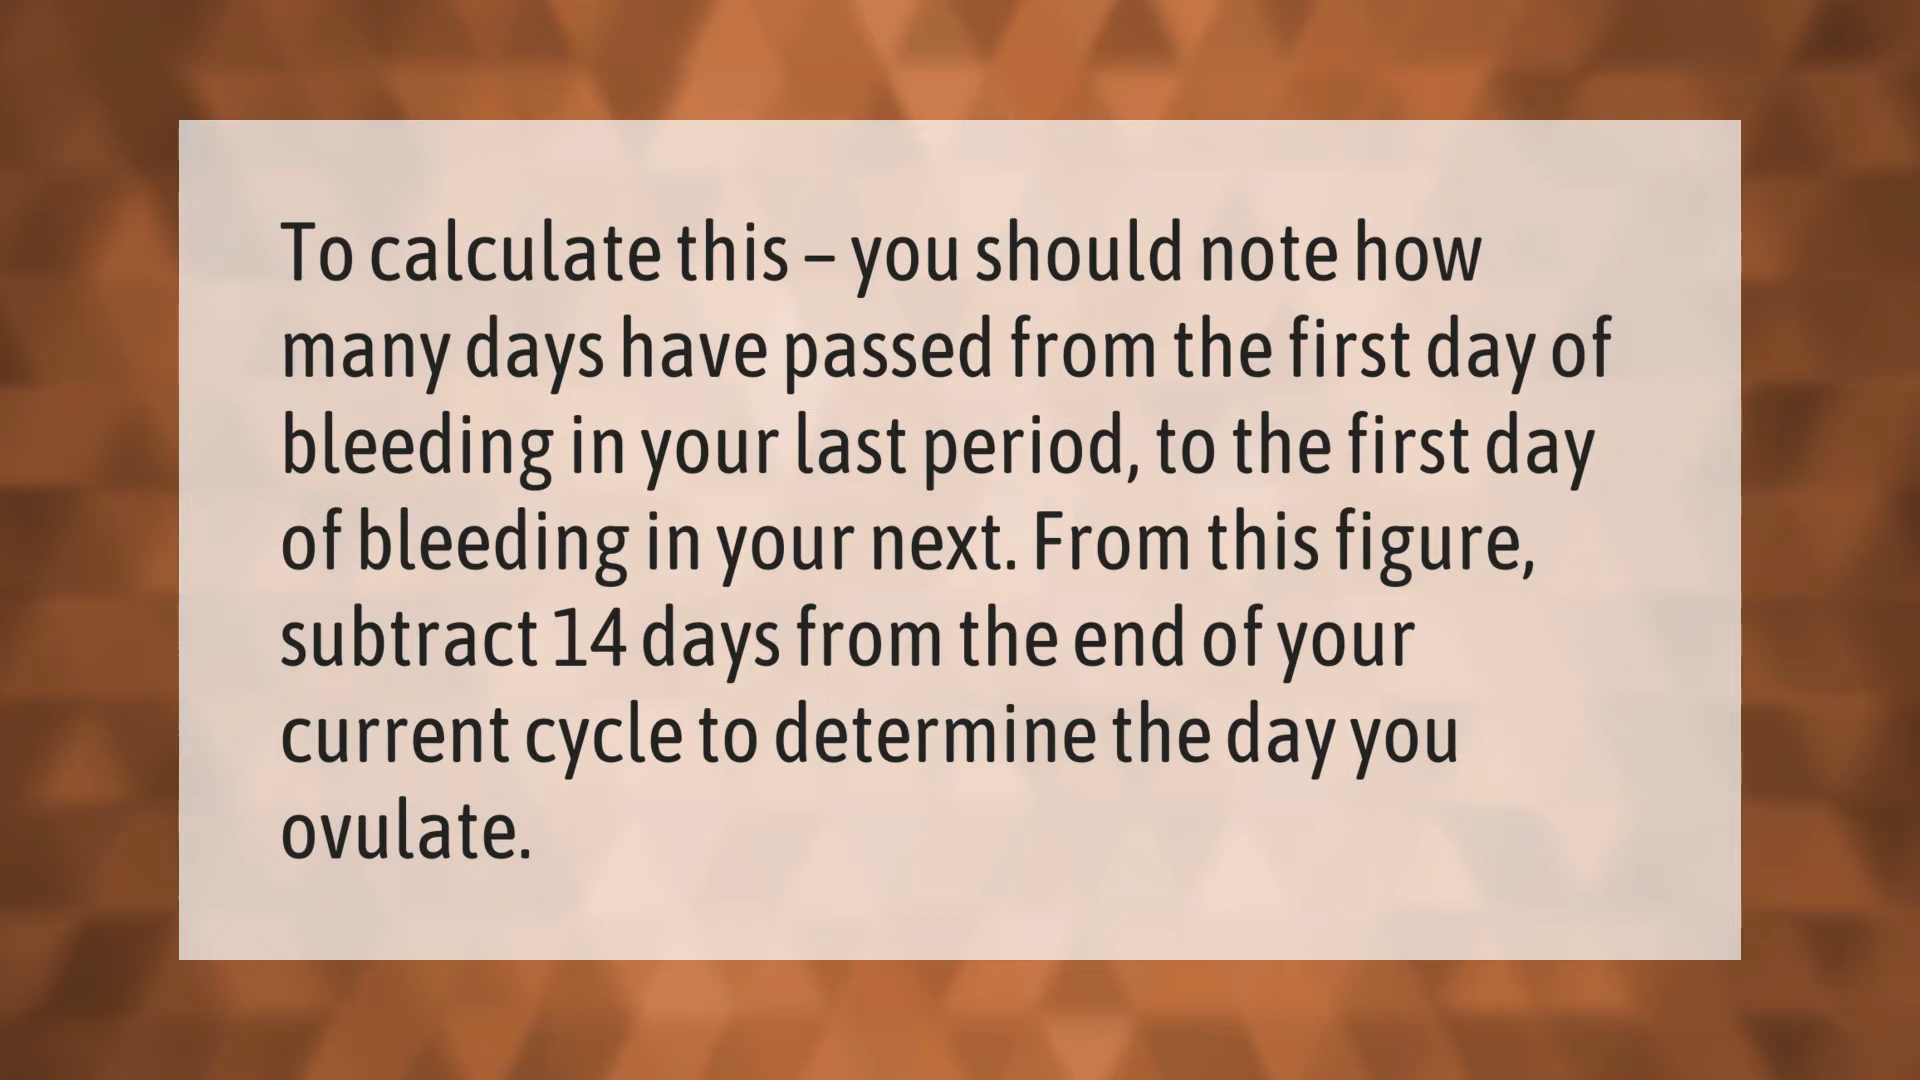 To calculate this – you should note how
many days have passed from the first day of
bleeding in your last period, to the first day
of bleeding in your next. From this figure,
subtract 14 days from the end of your
current cycle to determine the day you
ovulate.